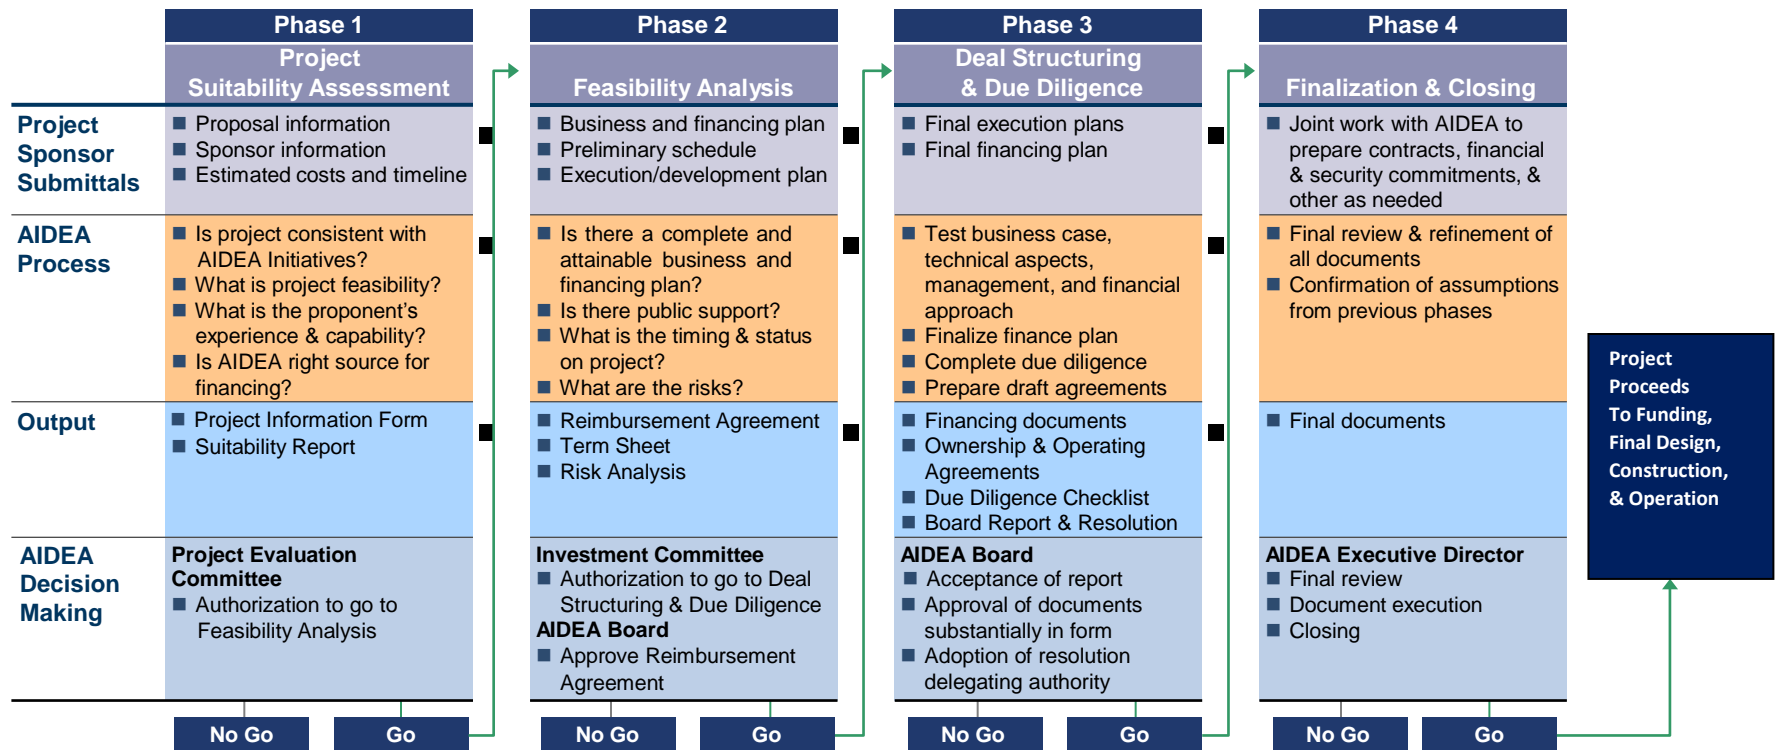 Phase 1
Phase 2
Phase 3
Phase 4
Project
Suitability Assessment
Feasibility Analysis
Deal Structuring
& Due Diligence
Finalization & Closing
Project
Sponsor
Submittals
Proposal information
Sponsor information
Estimated costs and timeline
Business and financing plan
Preliminary schedule
Execution/development plan
Final execution plans
Final financing plan
Joint work with AIDEA to
prepare contracts, financial
& security commitments, &
other as needed
AIDEA
Process
Is project consistent with
AIDEA Initiatives?
What is project feasibility?
What is the proponent's
experience & capability?
Is AIDEA right source for
financing?
Is there a complete and
attainable business and
financing plan?
Is there public support?
What is the timing & status
on project?
What are the risks?
Test business case,
technical aspects,
management, and financial
approach
Finalize finance plan
Complete due diligence
Prepare draft agreements
Final review & refinement of
all documents
Confirmation of assumptions
from previous phases
Output
Project Information Form
Suitability Report
Reimbursement Agreement
Term Sheet
Risk Analysis
Financing documents
Ownership & Operating
Agreements
Due Diligence Checklist
Board Report & Resolution
Final documents
AIDEA
Decision
Making
Project Evaluation
Committee
Authorization to go to
Feasibility Analysis
Investment Committee
Authorization to go to Deal
Structuring & Due Diligence
AIDEA Board
Approve Reimbursement
Agreement
AIDEA Board
Acceptance of report
Approval of documents
substantially in form
Adoption of resolution
delegating authority
AIDEA Executive Director
Final review
Document execution
Closing
No Go
Go
No Go
Go
No Go
Go
No Go
Go
Project
Proceeds
To Funding,
Final Design,
Construction,
& Operation